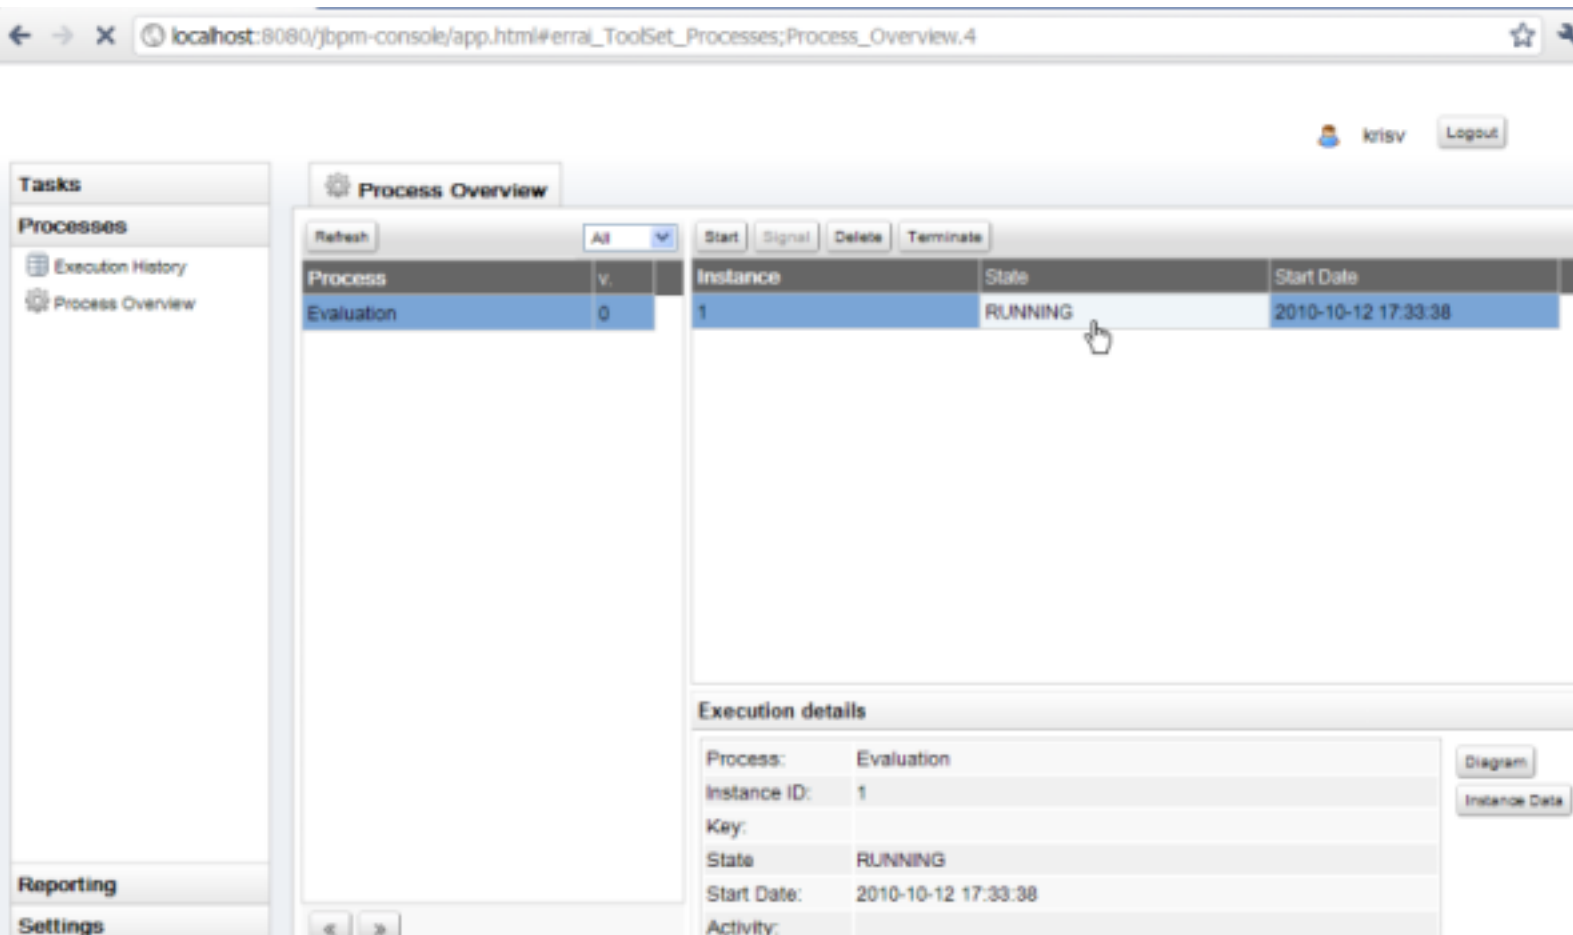 localhost:8080/jbpm-console/app.html#errai_ToolSet_Processes;Process_Overview.4
krisv
Logout
Tasks
Processes
Execution History
Process Overview
Reporting
Settings
Process Overview
Refresh
All
Process v.
Evaluation 0
« »
Start Signal Delete Terminate
Instance State Start Date
1 RUNNING 2010-10-12 17:33:38
Execution details
Process: Evaluation
Instance ID: 1
Key:
State RUNNING
Start Date: 2010-10-12 17:33:38
Activity:
Diagram
Instance Data